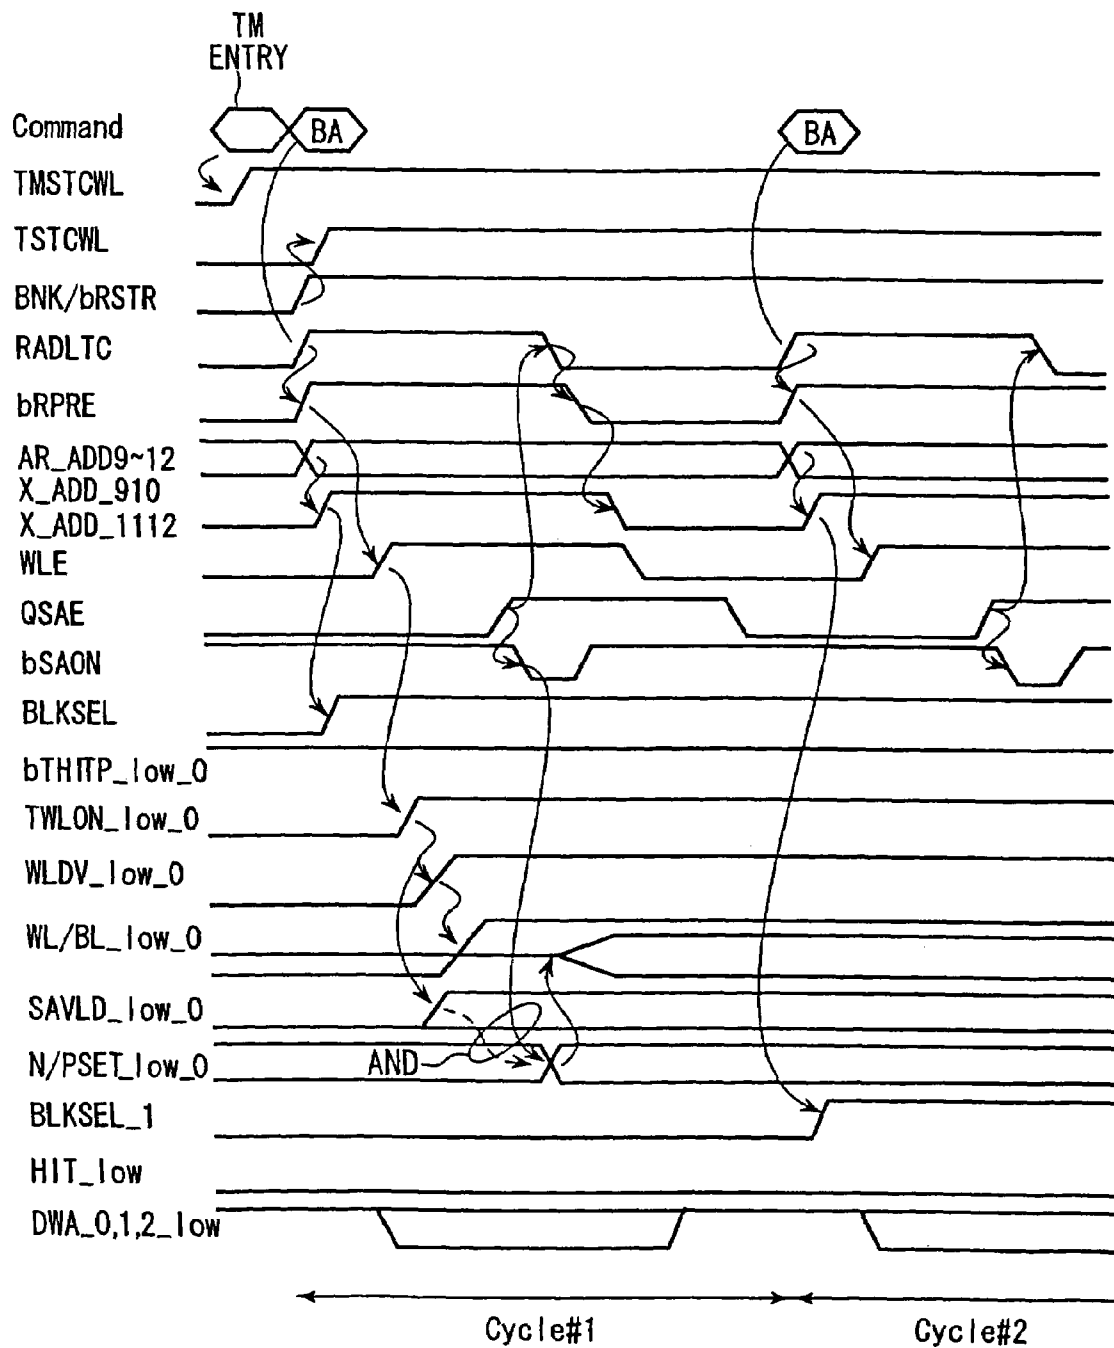 TM
ENTRY
Command
BA
BA
TMSTCWL
TSTCWL
BNK/bRSTR
RADLTC
bRPRE
AR_ADD9~12
X_ADD_910
X_ADD_1112
WLE
QSAE
bSAON
BLKSEL
bTHITP_low_0
TWLON_low_0
WLDV_low_0
WL/BL_low_0
SAVLD_low_0
N/PSET_low_0
AND
BLKSEL_1
HIT_low
DWA_0,1,2_low
Cycle#1
Cycle#2